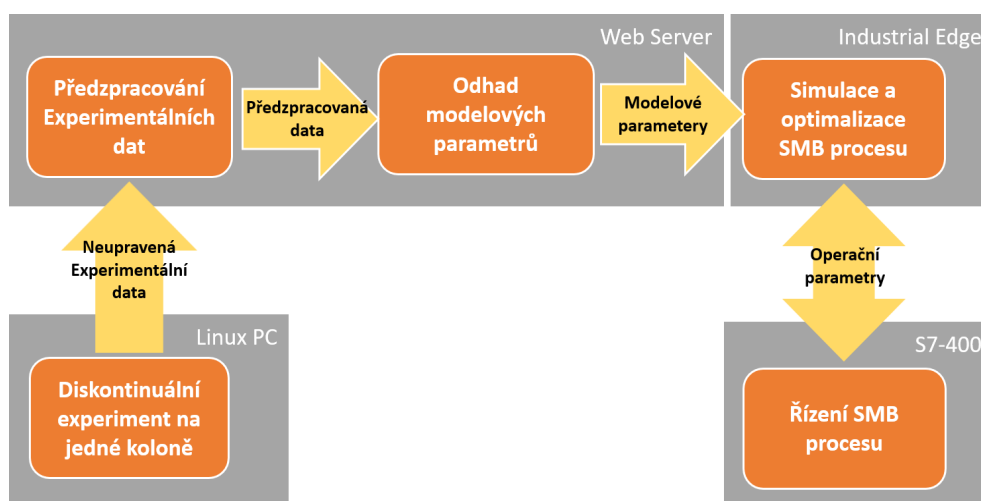 Web Server
Industrial Edge
Předzpracování
Experimentálních
dat
Předzpracovaná
data
Odhad
modelových
parametrů
Modelové
parametery
Simulace a
optimalizace
SMB procesu
Neupravená
Experimentální
data
Operační
parametry
Linux PC
S7-400
Diskontinuální
experiment na
jedné koloně
Řízení SMB
procesu